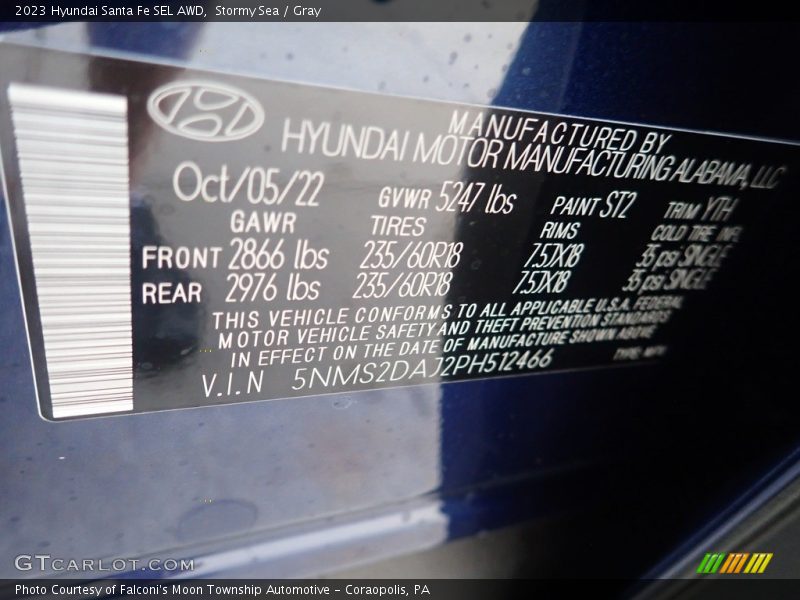 2023 Hyundai Santa Fe SEL AWD, Stormy Sea / Gray
MANUFACTURED BY
HYUNDAI MOTOR MANUFACTURING ALABAMA, LLC
Oct/05/22 GVWR 5247 lbs PAINT ST2 TRIM YTH
GAWR TIRES RIMS COLD TIRE INFL
FRONT 2866 lbs 235/60R18 7.5JX18 35 psi SINGLE
REAR 2976 lbs 235/60R18 7.5JX18 35 psi SINGLE
THIS VEHICLE CONFORMS TO ALL APPLICABLE U.S.A. FEDERAL
MOTOR VEHICLE SAFETY AND THEFT PREVENTION STANDARDS
IN EFFECT ON THE DATE OF MANUFACTURE SHOWN ABOVE
V.I.N 5NMS2DAJ2PH512466 TYPE: MPV
GTCARLOT.COM
Photo Courtesy of Falconi's Moon Township Automotive - Coraopolis, PA